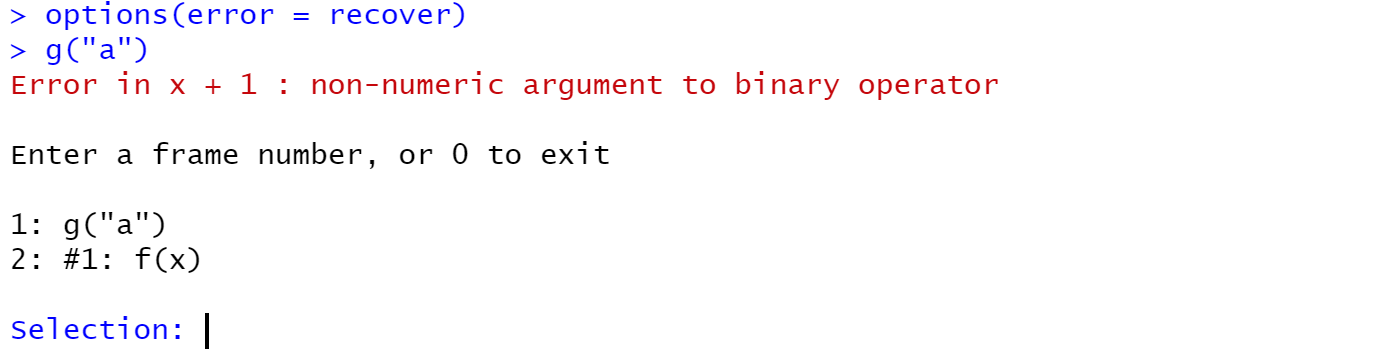 > options(error = recover)
> g("a")
Error in x + 1 : non-numeric argument to binary operator
Enter a frame number, or 0 to exit
1: g("a")
2: #1: f(x)
Selection: